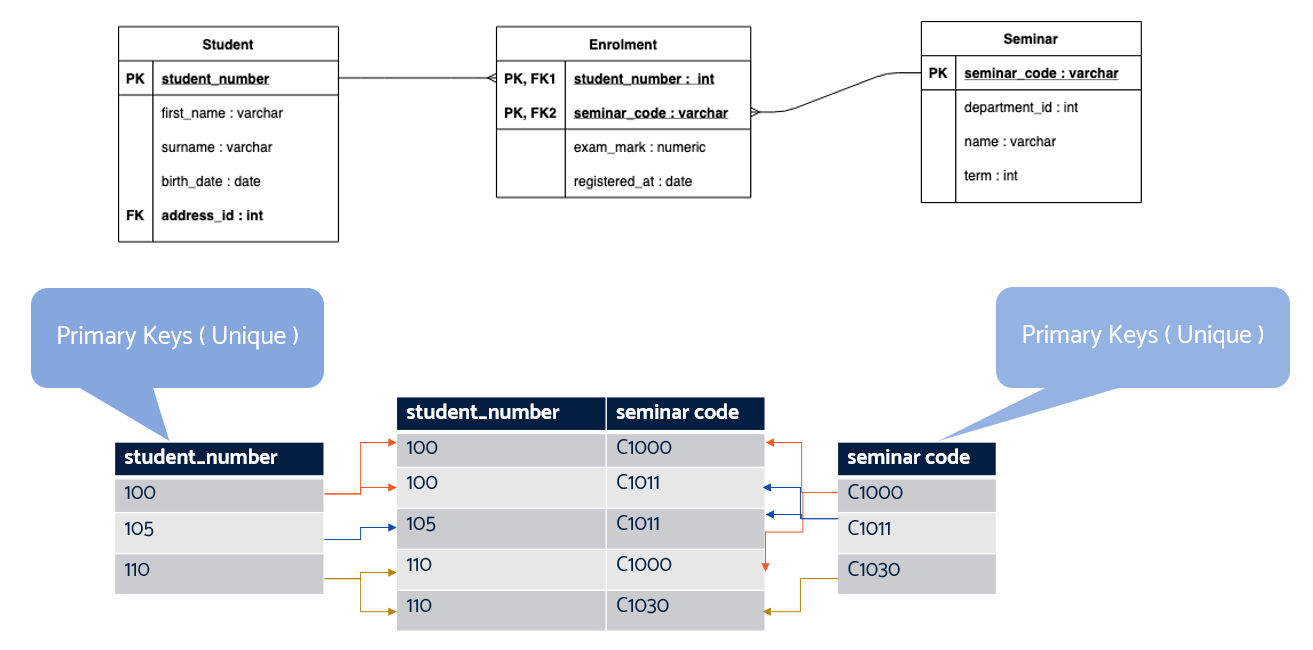 Student
PK student_number
first_name : varchar
surname : varchar
birth_date : date
FK address_id : int
Enrolment
PK, FK1 student_number : int
PK, FK2 seminar_code : varchar
exam_mark : numeric
registered_at : date
Seminar
PK seminar_code : varchar
department_id : int
name : varchar
term : int
Primary Keys ( Unique )
Primary Keys ( Unique )
student_number
100
105
110
student_number seminar code
100 C1000
100 C1011
105 C1011
110 C1000
110 C1030
seminar code
C1000
C1011
C1030